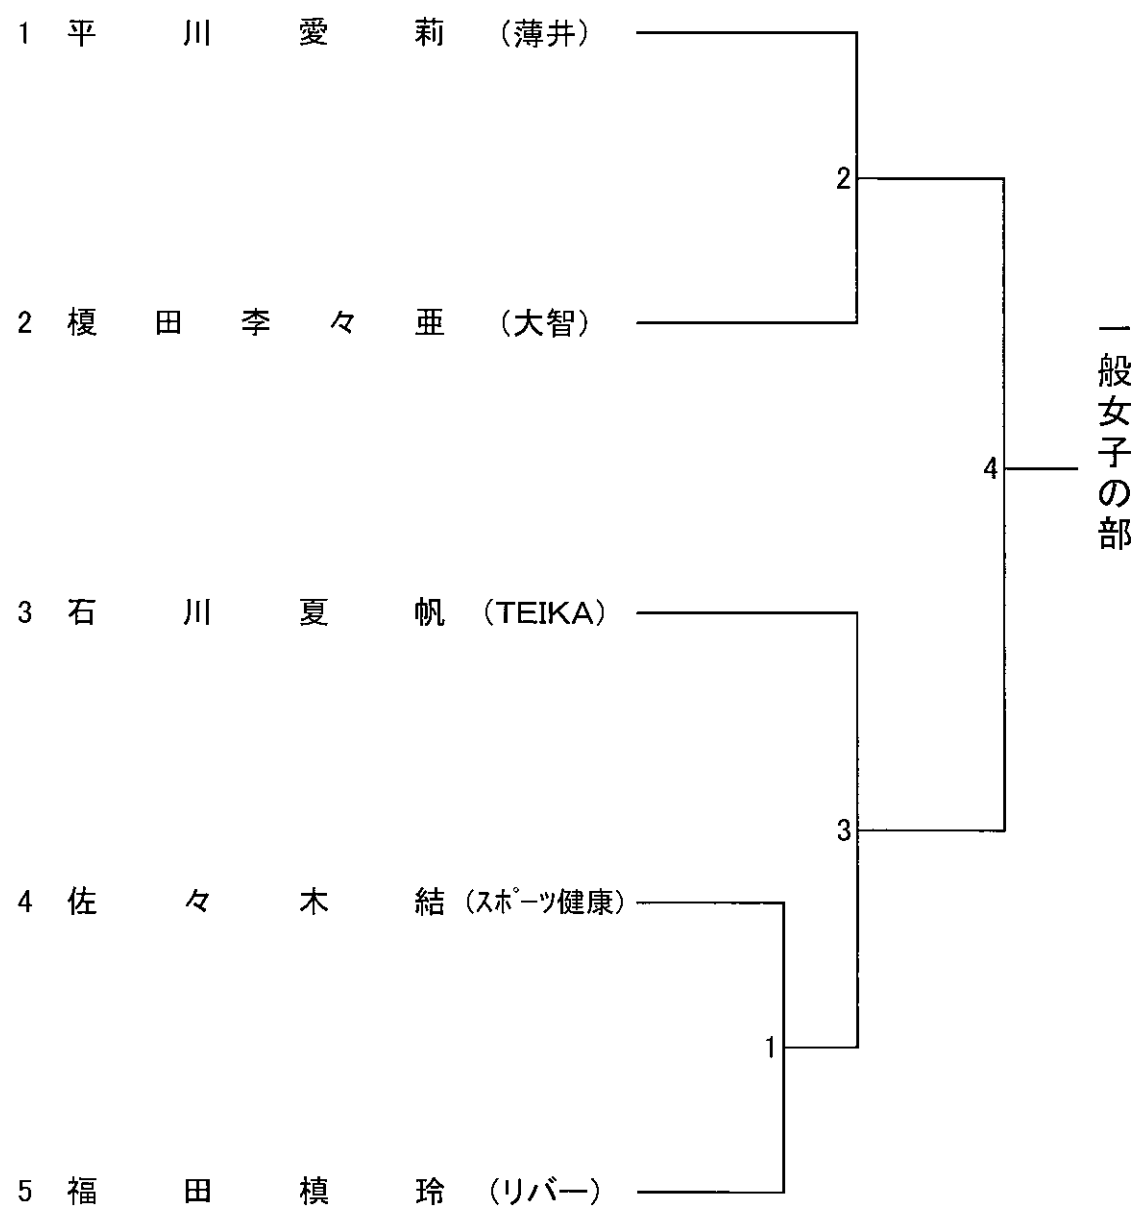 1 平川愛莉 (薄井)
2
2 榎田李々亜 (大智)
一般女子の部
4
3 石川夏帆 (TEIKA)
3
4 佐々木結 (スポーツ健康)
1
5 福田槙玲 (リバー)